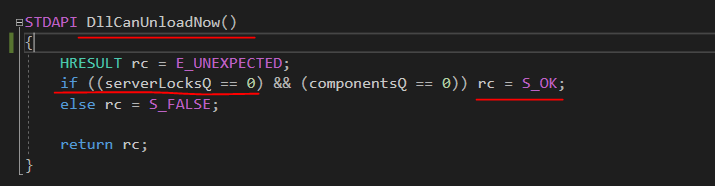 STDAPI DllCanUnloadNow()
{
HRESULT rc = E_UNEXPECTED;
if ((serverLocksQ == 0) && (componentsQ == 0)) rc = S_OK;
else rc = S_FALSE;
return rc;
}